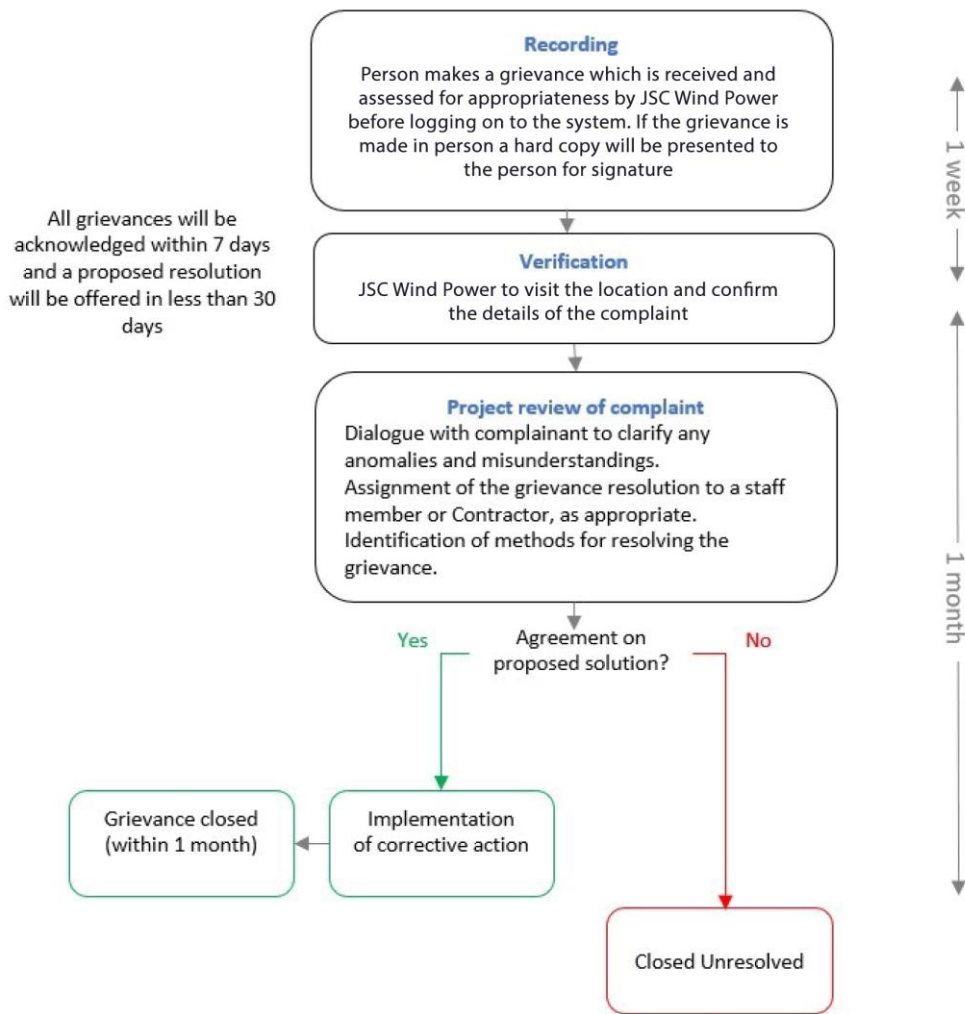 Recording
Person makes a grievance which is received and
assessed for appropriateness by JSC Wind Power
before logging on to the system. If the grievance is
made in person a hard copy will be presented to
the person for signature
1 week
All grievances will be
acknowledged within 7 days
and a proposed resolution
will be offered in less than 30
days
Verification
JSC Wind Power to visit the location and confirm
the details of the complaint
Project review of complaint
Dialogue with complainant to clarify any
anomalies and misunderstandings.
Assignment of the grievance resolution to a staff
member or Contractor, as appropriate.
Identification of methods for resolving the
grievance.
1 month
Yes
Agreement on
proposed solution?
No
Grievance closed
(within 1 month)
Implementation
of corrective action
Closed Unresolved